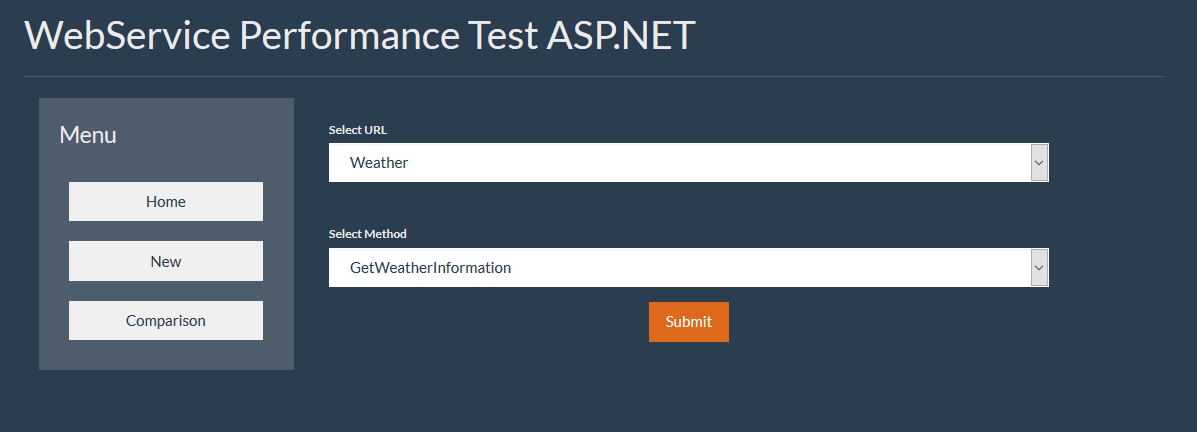 WebService Performance Test ASP.NET
Menu
Home
New
Comparison
Select URL
Weather
Select Method
GetWeatherInformation
Submit